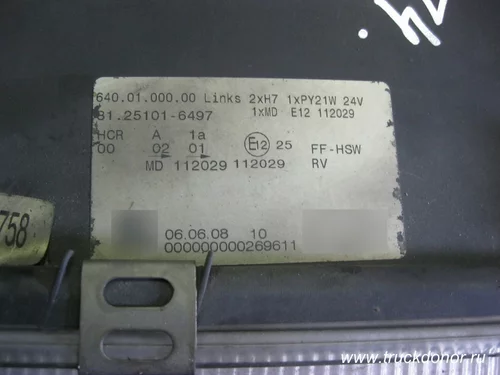 74.
640.01.000.00 Links 2xH7 1xPY21W 24V
81.25101-6497 1xMD E12 112029
HCR A 1a
00 02 01 E12 25 FF-HSW
MD 112029 112029 RV
758
06.06.08 10
000000000269611
www.truckdonor.ru